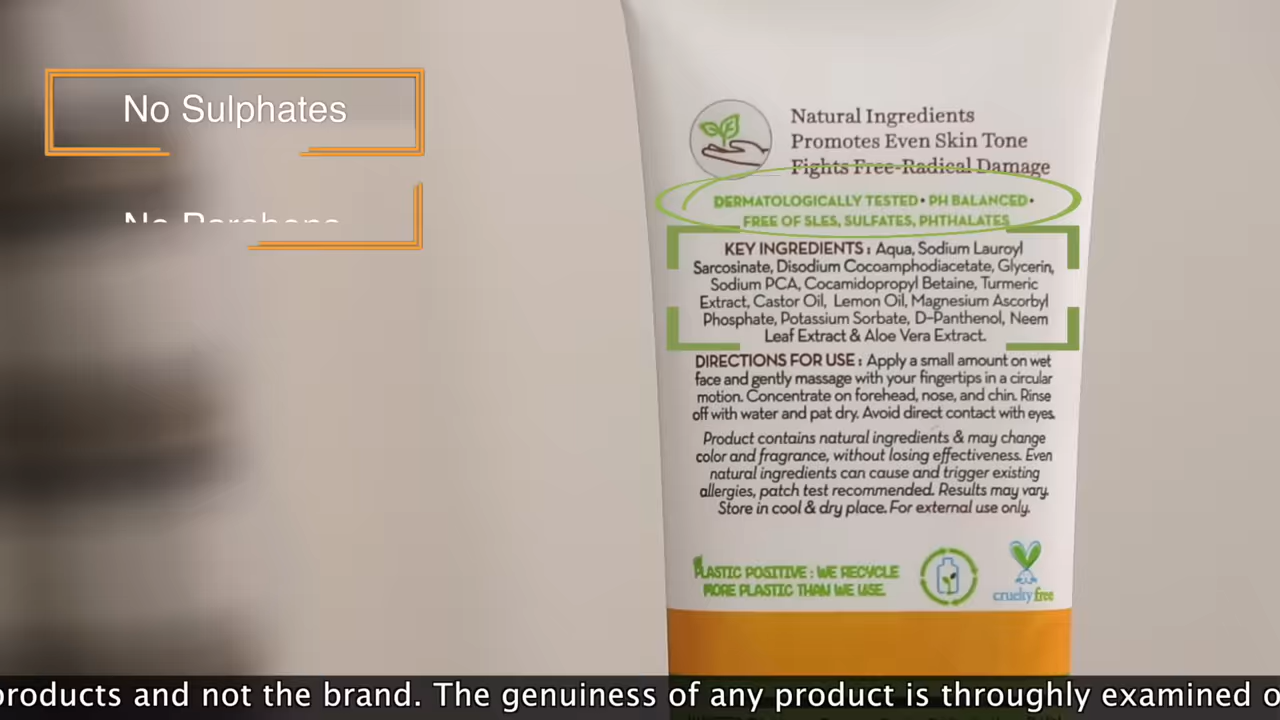 No Sulphates
No Parabens
Natural Ingredients
Promotes Even Skin Tone
Fights Free-Radical Damage
DERMATOLOGICALLY TESTED • PH BALANCED •
FREE OF SLES, SULFATES, PHTHALATES
KEY INGREDIENTS : Aqua, Sodium Lauroyl
Sarcosinate, Disodium Cocoamphodiacetate, Glycerin,
Sodium PCA, Cocamidopropyl Betaine, Turmeric
Extract, Castor Oil, Lemon Oil, Magnesium Ascorbyl
Phosphate, Potassium Sorbate, D-Panthenol, Neem
Leaf Extract & Aloe Vera Extract.
DIRECTIONS FOR USE : Apply a small amount on wet
face and gently massage with your fingertips in a circular
motion. Concentrate on forehead, nose, and chin. Rinse
off with water and pat dry. Avoid direct contact with eyes.
Product contains natural ingredients & may change
color and fragrance, without losing effectiveness. Even
natural ingredients can cause and trigger existing
allergies, patch test recommended. Results may vary.
Store in cool & dry place. For external use only.
PLASTIC POSITIVE : WE RECYCLE
MORE PLASTIC THAN WE USE.
crueltyfree
products and not the brand. The genuiness of any product is throughly examined o